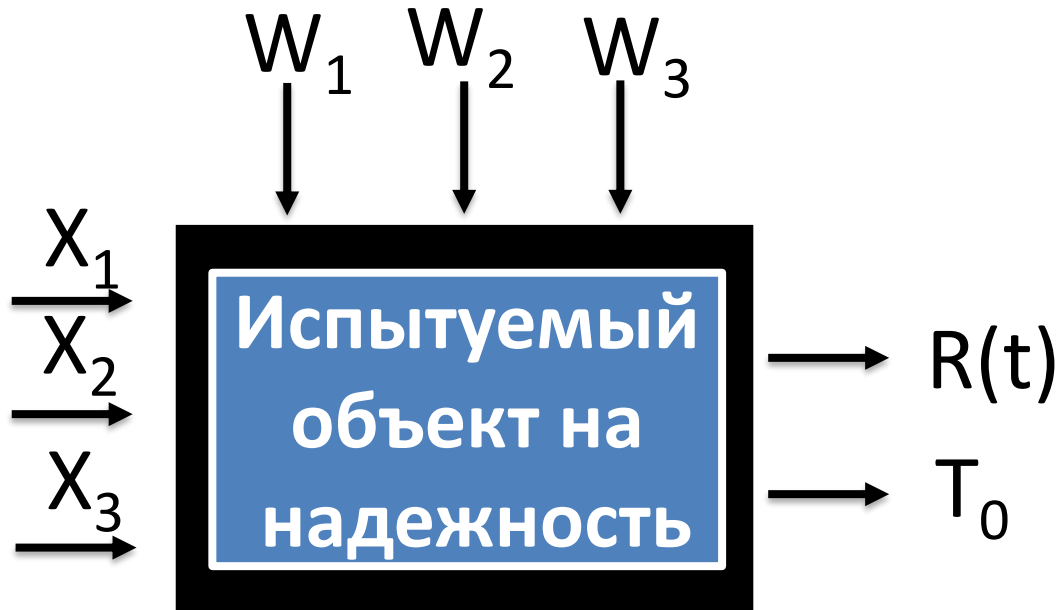 W₁ W₂ W₃
X₁
X₂
X₃
Испытуемый
объект на
надежность
R(t)
T₀